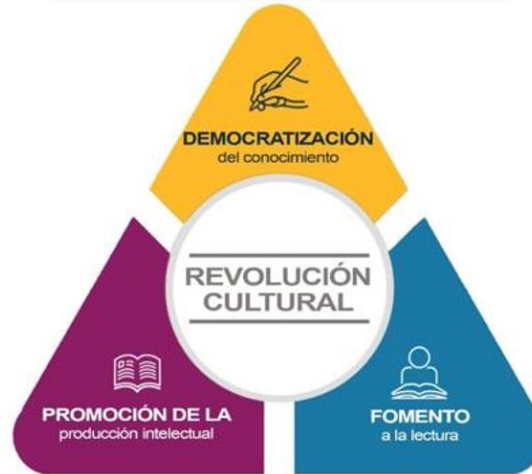 DEMOCRATIZACIÓN
del conocimiento
REVOLUCIÓN
CULTURAL
PROMOCIÓN DE LA
producción intelectual
FOMENTO
a la lectura